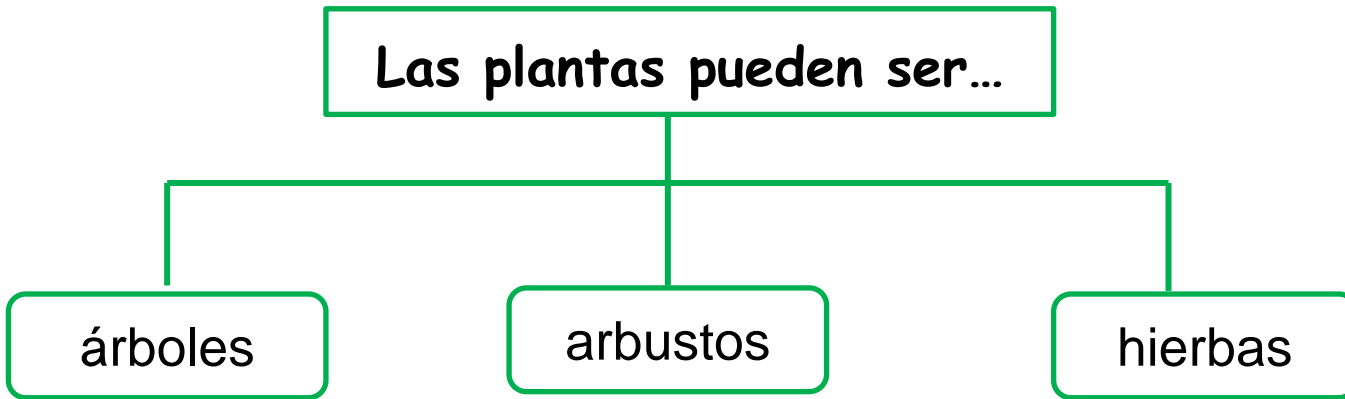 Las plantas pueden ser…
árboles
arbustos
hierbas